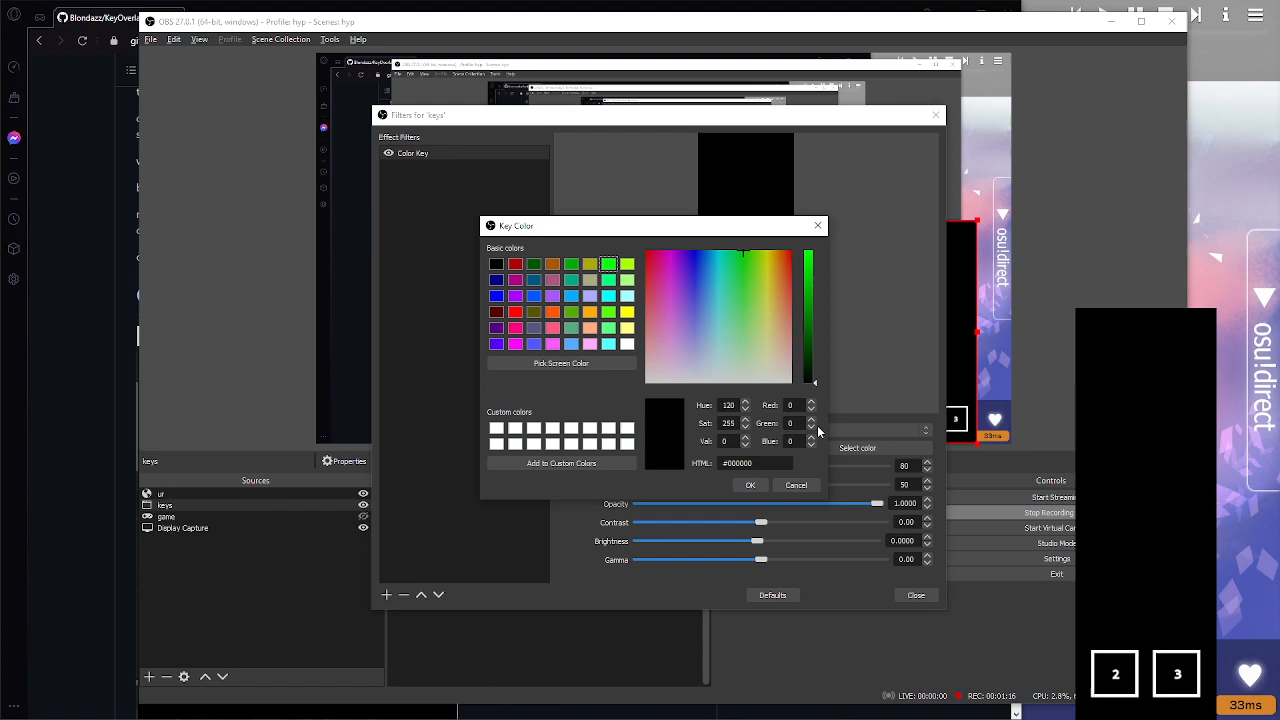 Blondazz/KeyOverla
OBS 27.0.1 (64-bit, windows) - Profile: hyp - Scenes: hyp
File Edit View Profile Scene Collection Tools Help
Filters for 'keys'
Effect Filters
Color Key
Key Color
Basic colors
Pick Screen Color
Custom colors
Add to Custom Colors
Hue: 120 Red: 0
Sat: 255 Green: 0
Val: 0 Blue: 0
HTML: #000000
OK Cancel
Select color
80
50
Opacity 1.0000
Contrast 0.00
Brightness 0.0000
Gamma 0.00
Defaults Close
keys Properties
Sources
ur
keys
game
Display Capture
Controls
Start Streami
Stop Recording
Start Virtual Cam
Studio Mode
Settings
Exit
LIVE: 00:00:00 REC: 00:01:16 CPU: 2.8%,
osu!direct
3
33ms
osu!direct
2 3
33ms